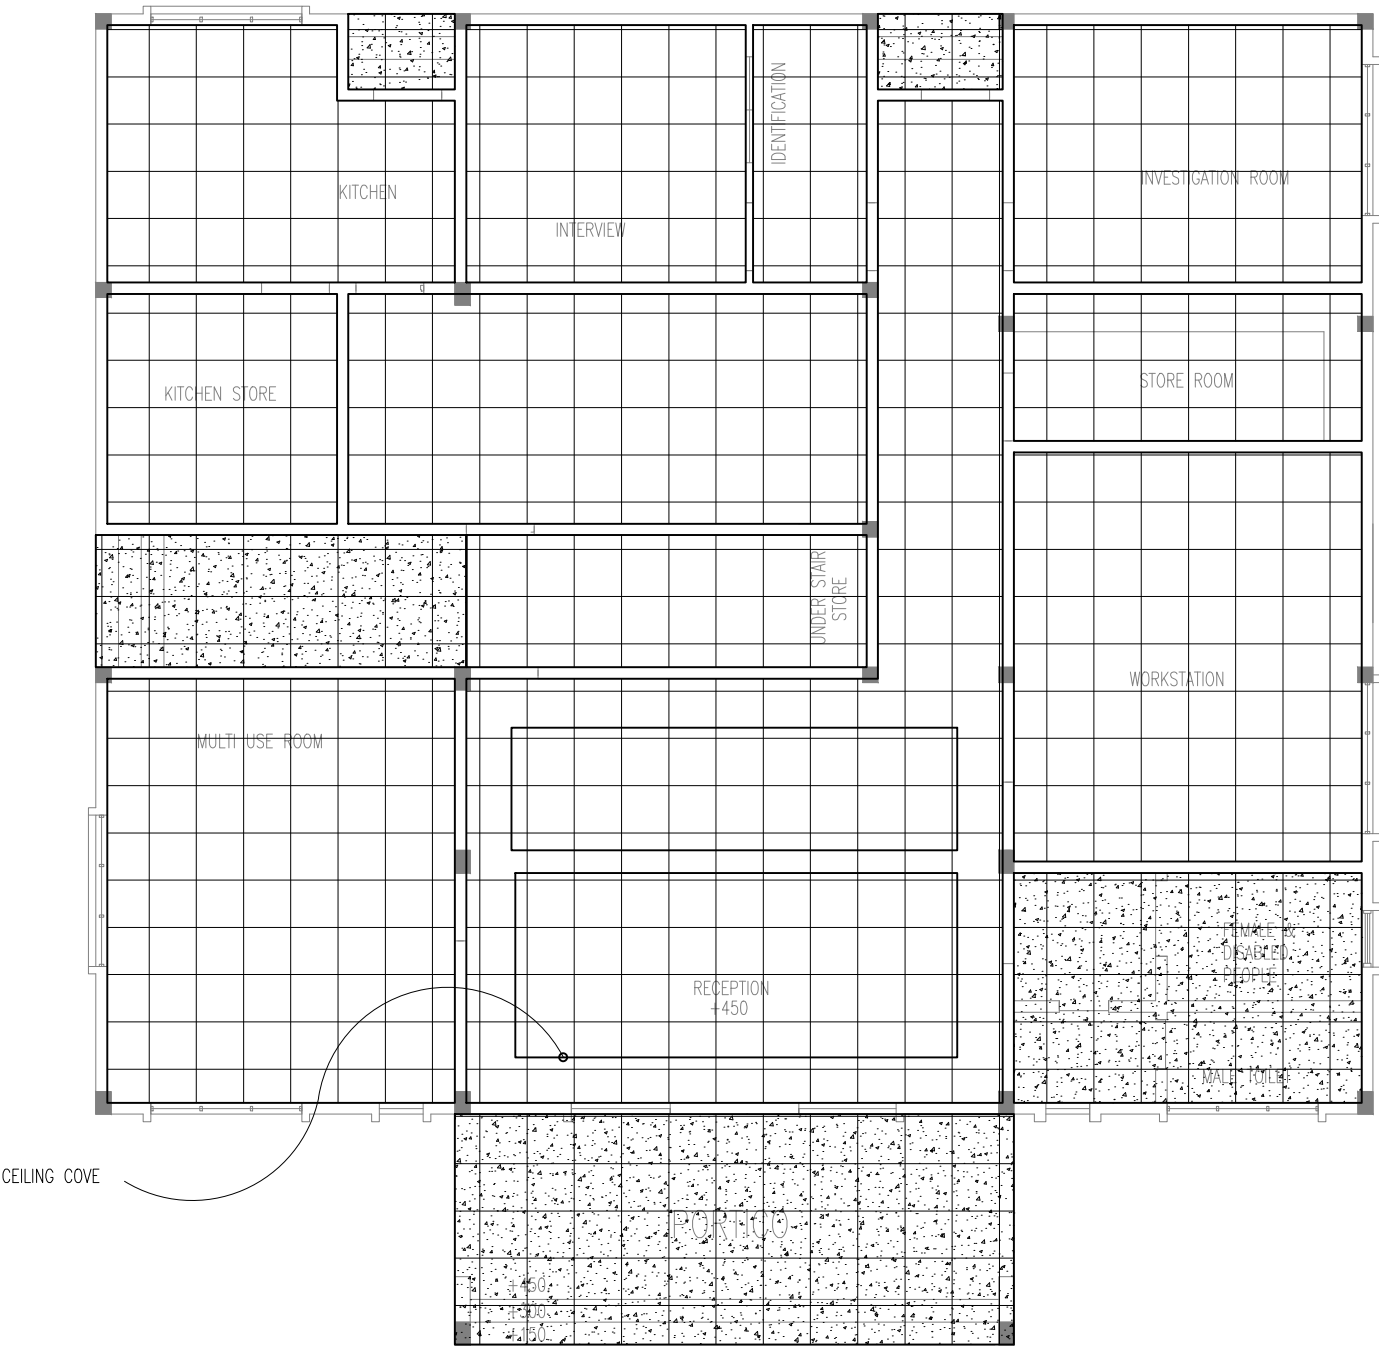 IDENTIFICATION
KITCHEN
INTERVIEW
INVESTIGATION ROOM
KITCHEN STORE
STORE ROOM
UNDER STAIR
STORE
WORKSTATION
MULTI USE ROOM
FEMALE &
DISABLED
PEOPLE
RECEPTION
+450
MALE TOILET
CEILING COVE
PORTICO
+450
+300
+150